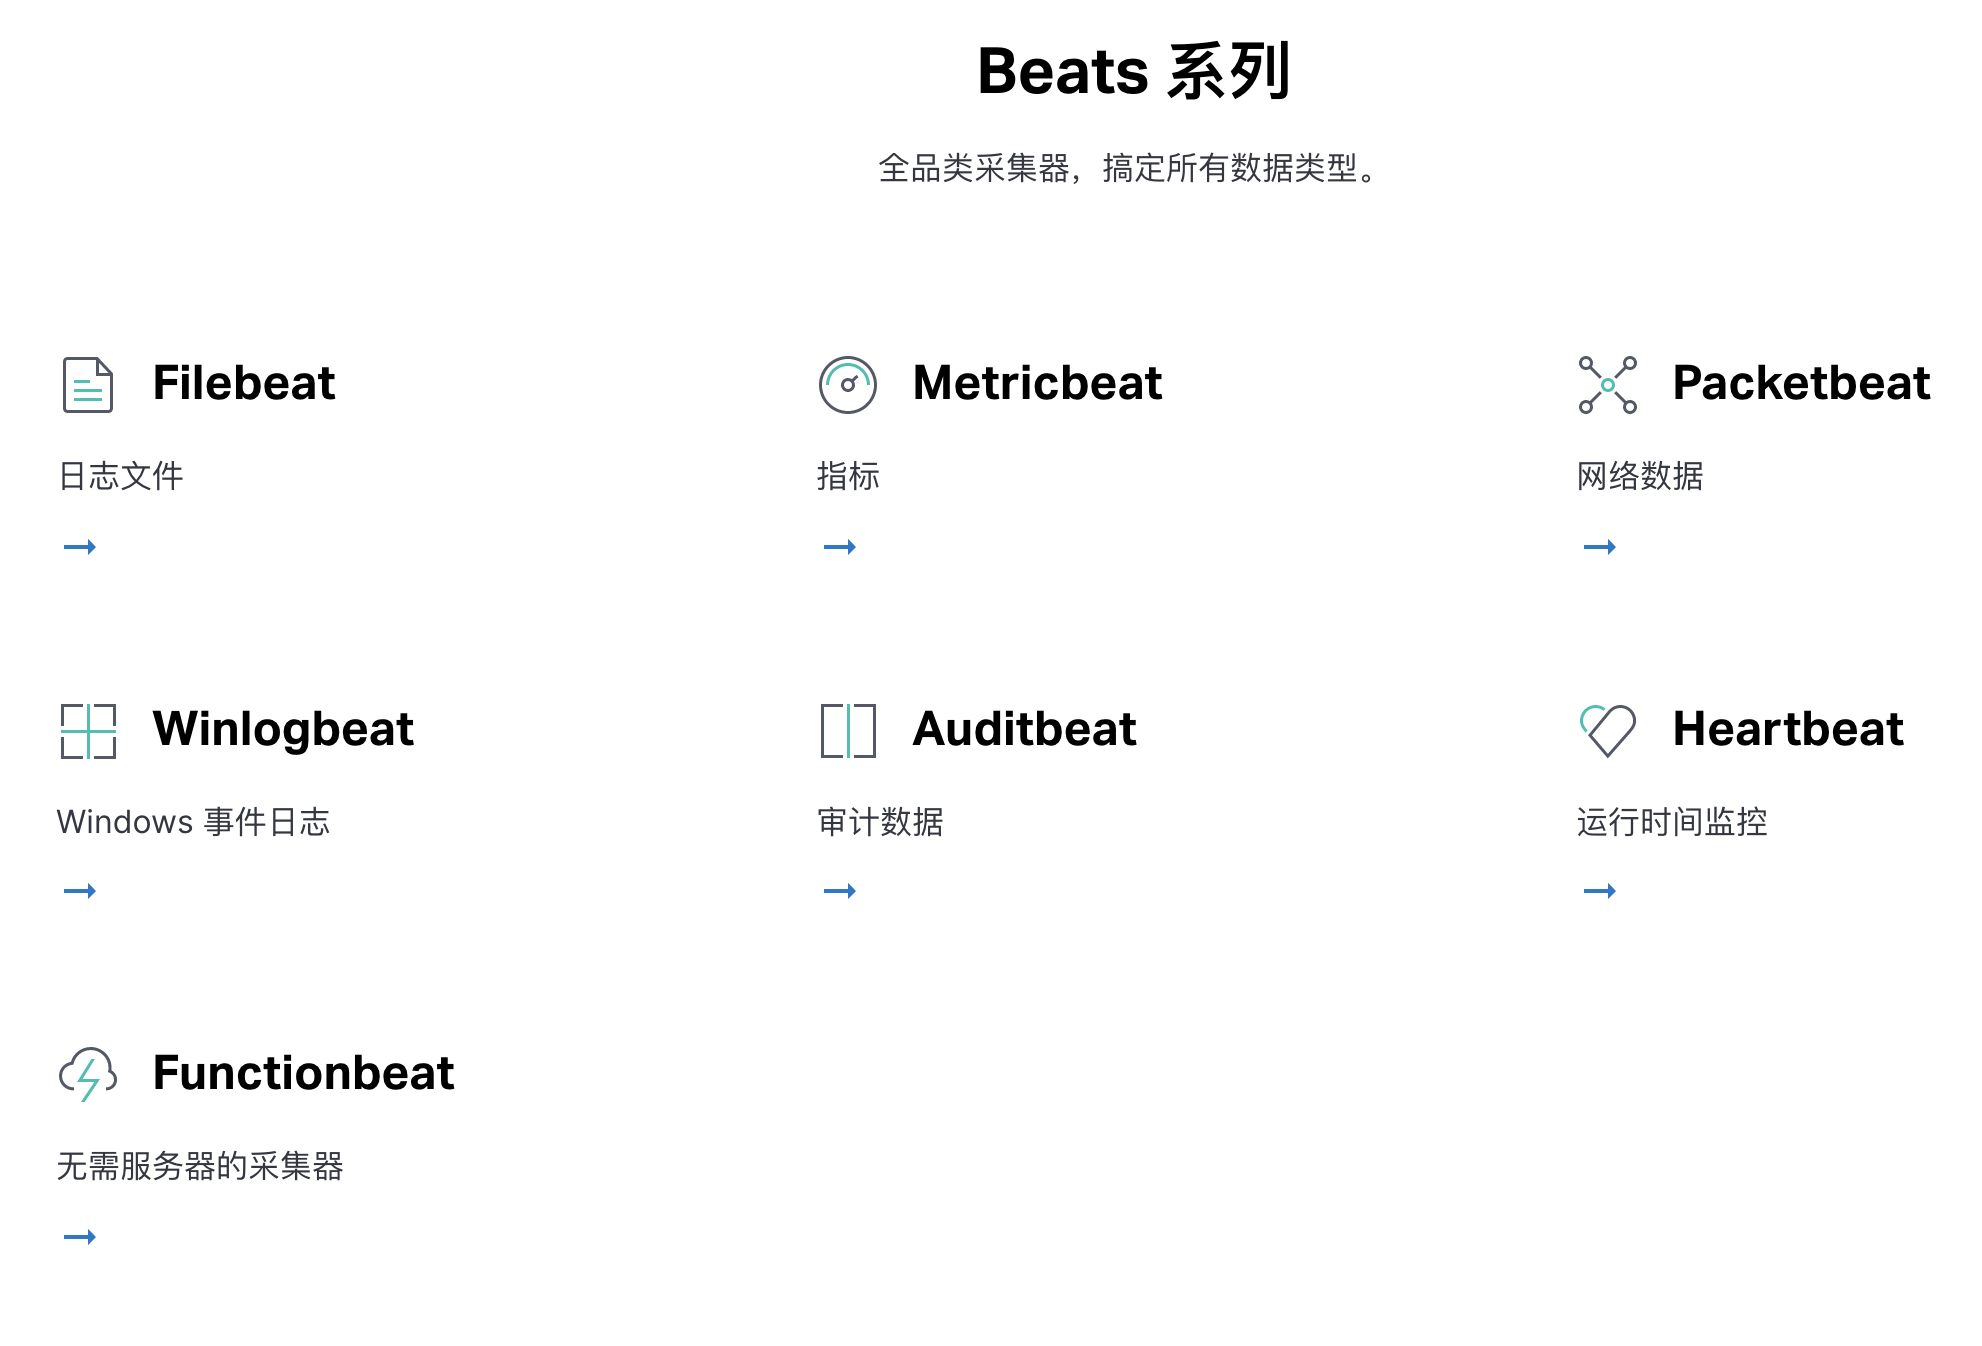 Beats 系列
全品类采集器，搞定所有数据类型。
Filebeat
日志文件
Metricbeat
指标
Packetbeat
网络数据
Winlogbeat
Windows 事件日志
Auditbeat
审计数据
Heartbeat
运行时间监控
Functionbeat
无需服务器的采集器